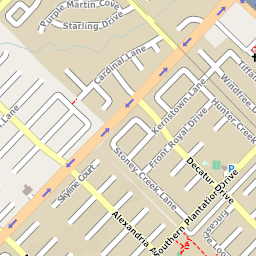 Purple Martin Cove
Starling Drive
Cardinal Lane
Lane
Kernstown Lane
Windfree
Hunter Creek
Front Royal Drive
Stoney Creek Lane
Skyline Court
Decatur Drive
Southern Plantation Drive
Alexandria
P